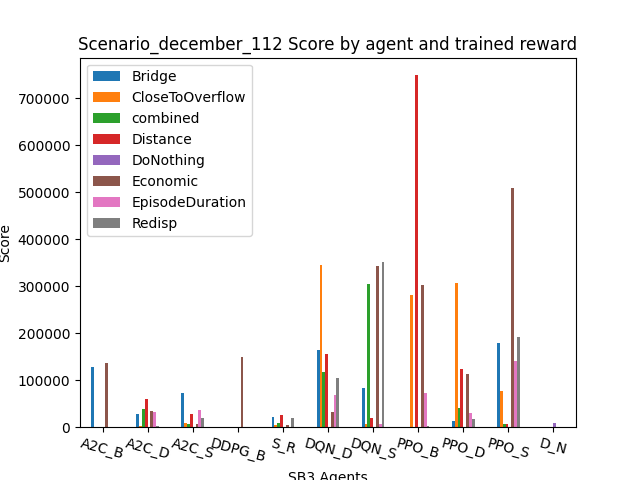 Scenario_december_112 Score by agent and trained reward
Bridge
CloseToOverflow
combined
Distance
DoNothing
Economic
EpisodeDuration
Redisp
700000
600000
500000
400000
300000
200000
100000
0
Score
A2C_B
A2C_D
A2C_S
DDPG_B
S_R
DQN_D
DQN_S
PPO_B
PPO_D
PPO_S
D_N
SB3 Agents